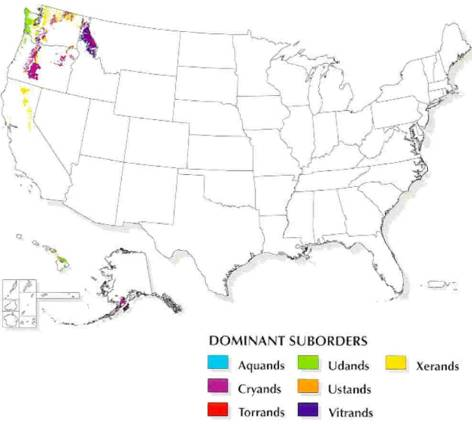 DOMINANT SUBORDERS
Aquands Udands Xerands
Cryands Ustands
Torrands Vitrands